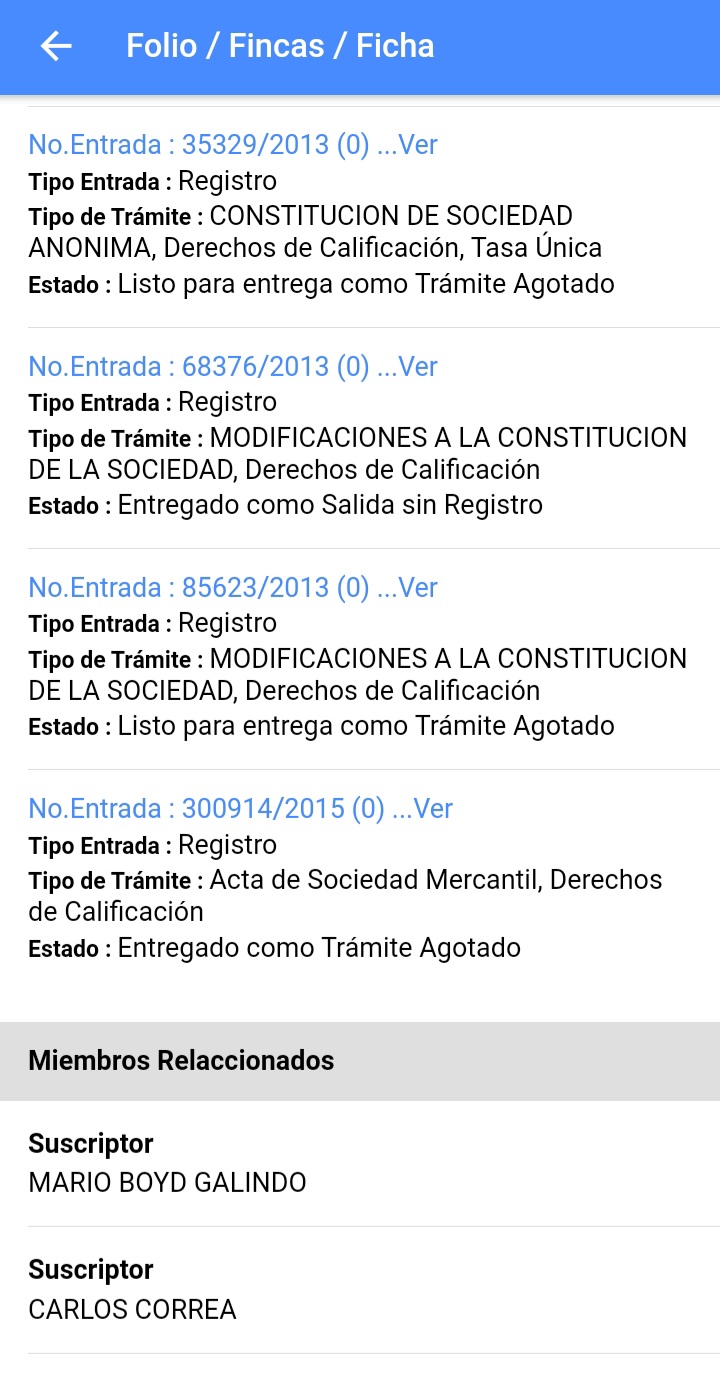 Folio / Fincas / Ficha
No.Entrada : 35329/2013 (0) ...Ver
Tipo Entrada : Registro
Tipo de Trámite : CONSTITUCION DE SOCIEDAD
ANONIMA, Derechos de Calificación, Tasa Única
Estado : Listo para entrega como Trámite Agotado
No.Entrada : 68376/2013 (0) ...Ver
Tipo Entrada : Registro
Tipo de Trámite : MODIFICACIONES A LA CONSTITUCION
DE LA SOCIEDAD, Derechos de Calificación
Estado : Entregado como Salida sin Registro
No.Entrada : 85623/2013 (0) ...Ver
Tipo Entrada : Registro
Tipo de Trámite : MODIFICACIONES A LA CONSTITUCION
DE LA SOCIEDAD, Derechos de Calificación
Estado : Listo para entrega como Trámite Agotado
No.Entrada : 300914/2015 (0) ...Ver
Tipo Entrada : Registro
Tipo de Trámite : Acta de Sociedad Mercantil, Derechos
de Calificación
Estado : Entregado como Trámite Agotado
Miembros Relaccionados
Suscriptor
MARIO BOYD GALINDO
Suscriptor
CARLOS CORREA